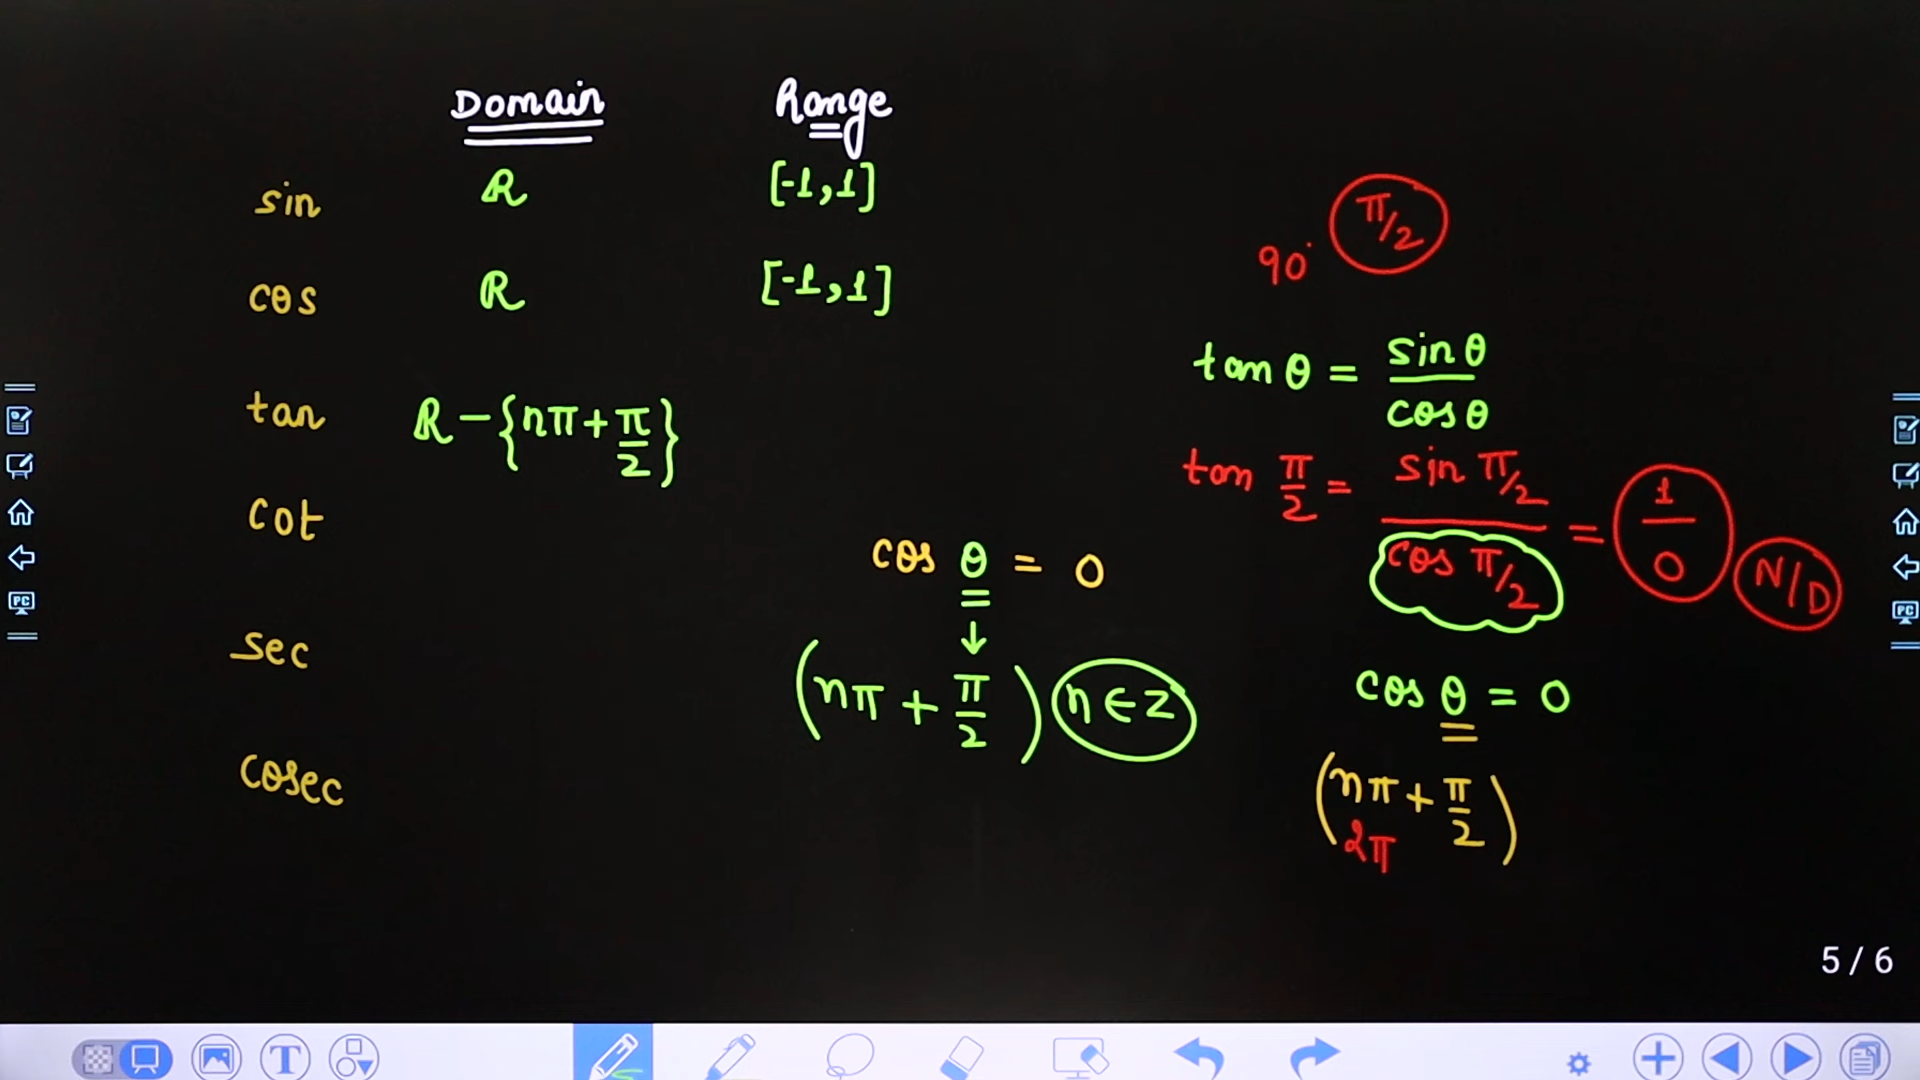 Domain Range
sin R [-1,1]
cos R [-1,1]
tan R - {nπ + π/2}
cot
sec
cosec
cos θ = 0
(nπ + π/2) n ∈ Z
90° π/2
tan θ = sin θ / cos θ
tan π/2 = sin π/2 / cos π/2 = 1/0 N/D
cos θ = 0
(nπ + π/2)
2π
5 / 6
PC
PC
T